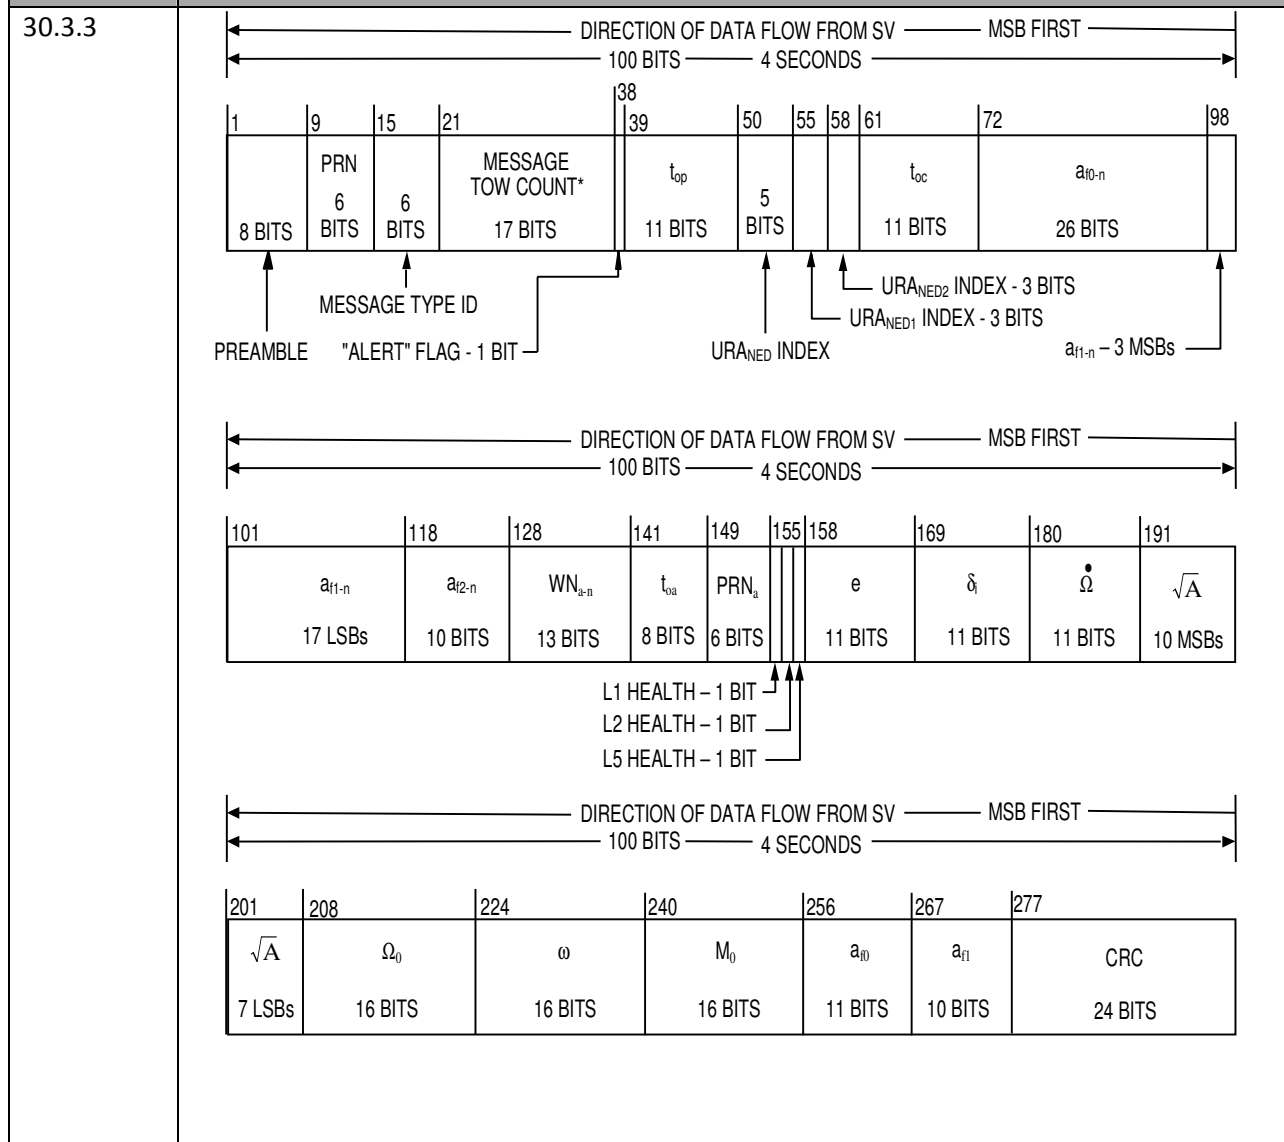 30.3.3
DIRECTION OF DATA FLOW FROM SV MSB FIRST
100 BITS 4 SECONDS
38
1 9 15 21 39 50 55 58 61 72 98
PRN MESSAGE t_op t_oc a_f0-n
TOW COUNT*
6 6 5
8 BITS BITS BITS 17 BITS 11 BITS BITS 11 BITS 26 BITS
URA_NED2 INDEX - 3 BITS
MESSAGE TYPE ID
URA_NED1 INDEX - 3 BITS
PREAMBLE "ALERT" FLAG - 1 BIT URA_NED INDEX a_f1-n – 3 MSBs
DIRECTION OF DATA FLOW FROM SV MSB FIRST
100 BITS 4 SECONDS
101 118 128 141 149 155 158 169 180 191
a_f1-n a_f2-n WN_a-n t_oa PRN_a e δ_i Ω̇ √A
17 LSBs 10 BITS 13 BITS 8 BITS 6 BITS 11 BITS 11 BITS 11 BITS 10 MSBs
L1 HEALTH – 1 BIT
L2 HEALTH – 1 BIT
L5 HEALTH – 1 BIT
DIRECTION OF DATA FLOW FROM SV MSB FIRST
100 BITS 4 SECONDS
201 208 224 240 256 267 277
√A Ω_0 ω M_0 a_f0 a_f1 CRC
7 LSBs 16 BITS 16 BITS 16 BITS 11 BITS 10 BITS 24 BITS